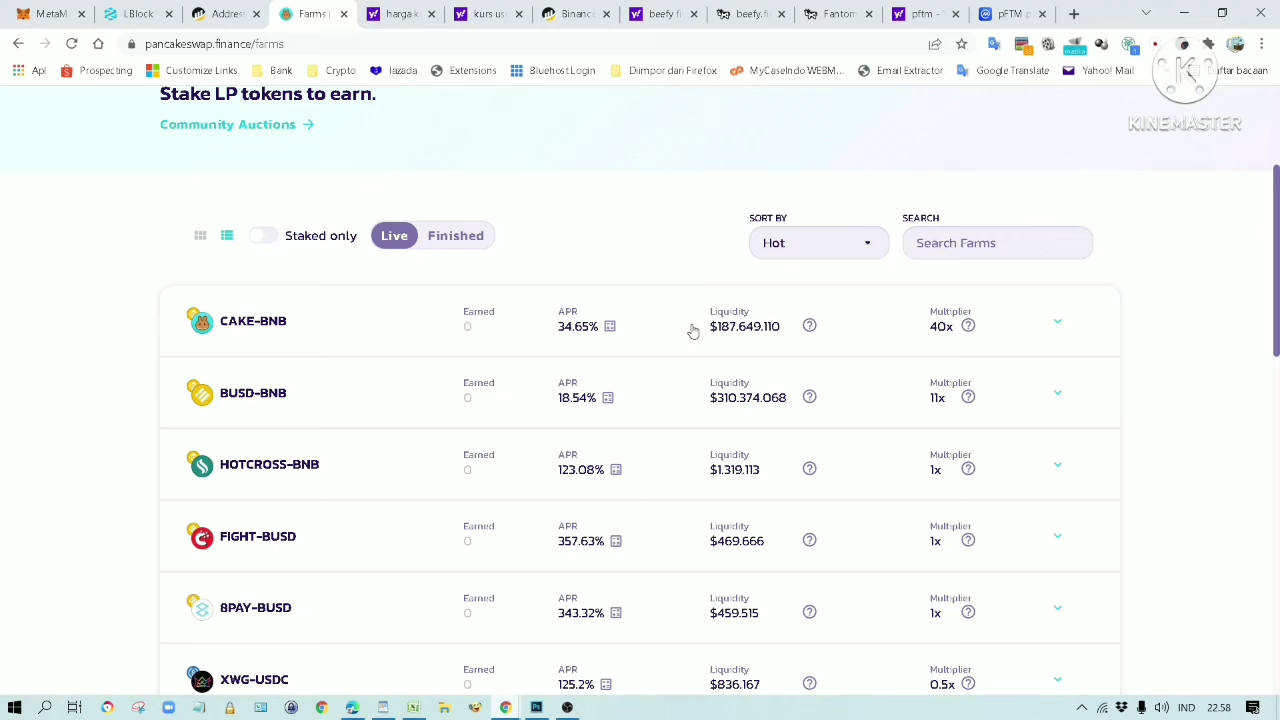 MetaM
LBlock
Farms
harga k
kurs us
Binanc
beefy fi
beefy.fi
Fantom
pftm -
pFTM p
pancakeswap.finance/farms
Apl
Prospecting
Customize Links
Bank
Crypto
lazada
Extensions
Bluehost Login
Diimpor dari Firefox
MyCaseIndo WEBM...
Email Extractor
Google Translate
Yahoo! Mail
Daftar bacaan
KINEMASTER
Stake LP tokens to earn.
Community Auctions →
Staked only
Live
Finished
SORT BY
Hot
SEARCH
Search Farms
CAKE-BNB
Earned
0
APR
34.65%
Liquidity
$187.649.110
Multiplier
40x
BUSD-BNB
Earned
0
APR
18.54%
Liquidity
$310.374.068
Multiplier
11x
HOTCROSS-BNB
Earned
0
APR
123.08%
Liquidity
$1.319.113
Multiplier
1x
FIGHT-BUSD
Earned
0
APR
357.63%
Liquidity
$469.666
Multiplier
1x
8PAY-BUSD
Earned
0
APR
343.32%
Liquidity
$459.515
Multiplier
1x
XWG-USDC
Earned
0
APR
125.2%
Liquidity
$836.167
Multiplier
0.5x
IND
22.58